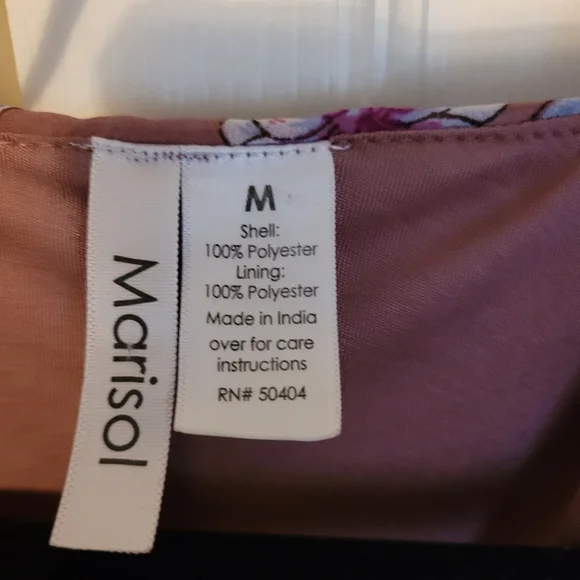 Marisol
M
Shell:
100% Polyester
Lining:
100% Polyester
Made in India
over for care
instructions
RN# 50404